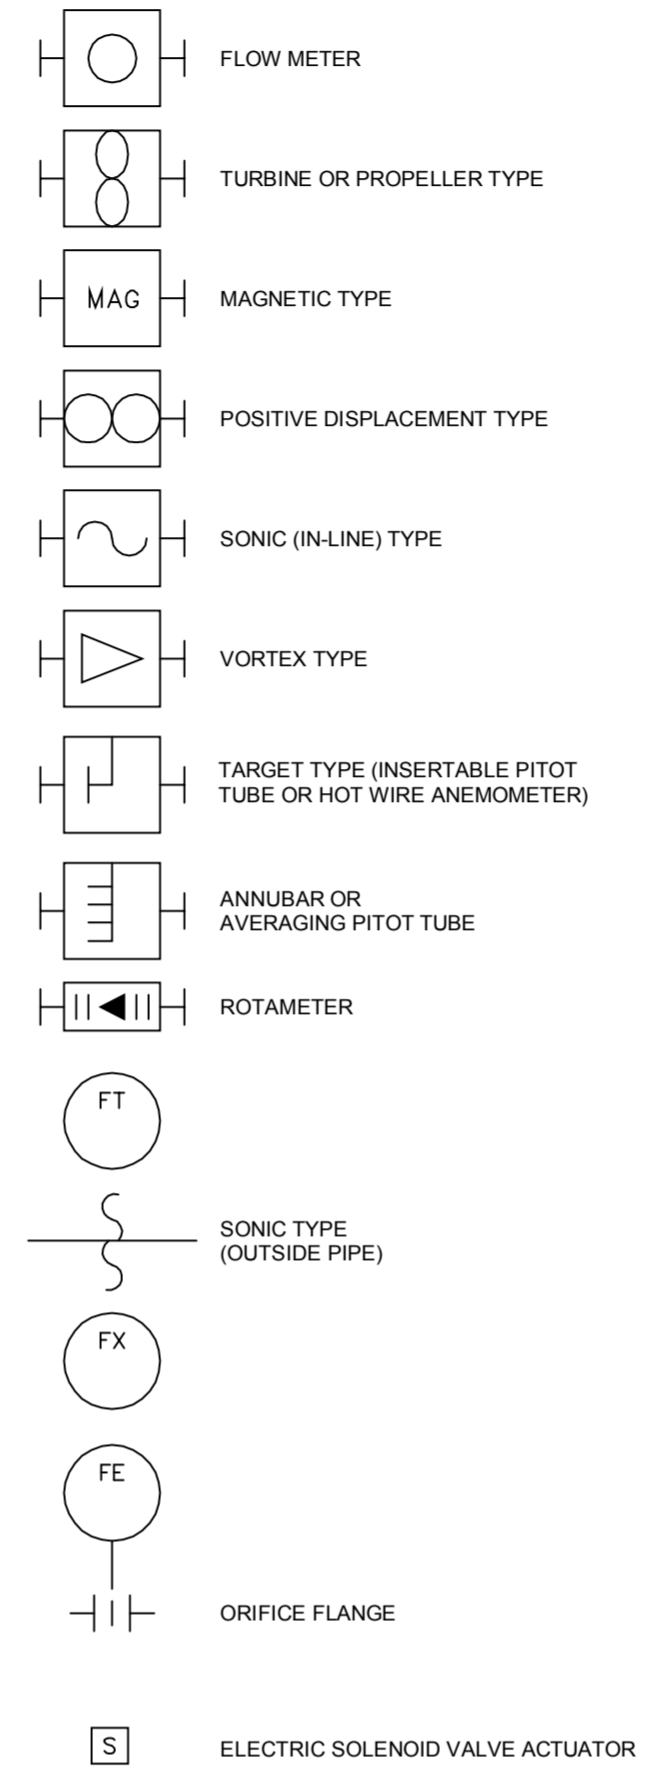 FLOW METER
TURBINE OR PROPELLER TYPE
MAG
MAGNETIC TYPE
POSITIVE DISPLACEMENT TYPE
SONIC (IN-LINE) TYPE
VORTEX TYPE
TARGET TYPE (INSERTABLE PITOT
TUBE OR HOT WIRE ANEMOMETER)
ANNUBAR OR
AVERAGING PITOT TUBE
ROTAMETER
FT
SONIC TYPE
(OUTSIDE PIPE)
FX
FE
ORIFICE FLANGE
S
ELECTRIC SOLENOID VALVE ACTUATOR